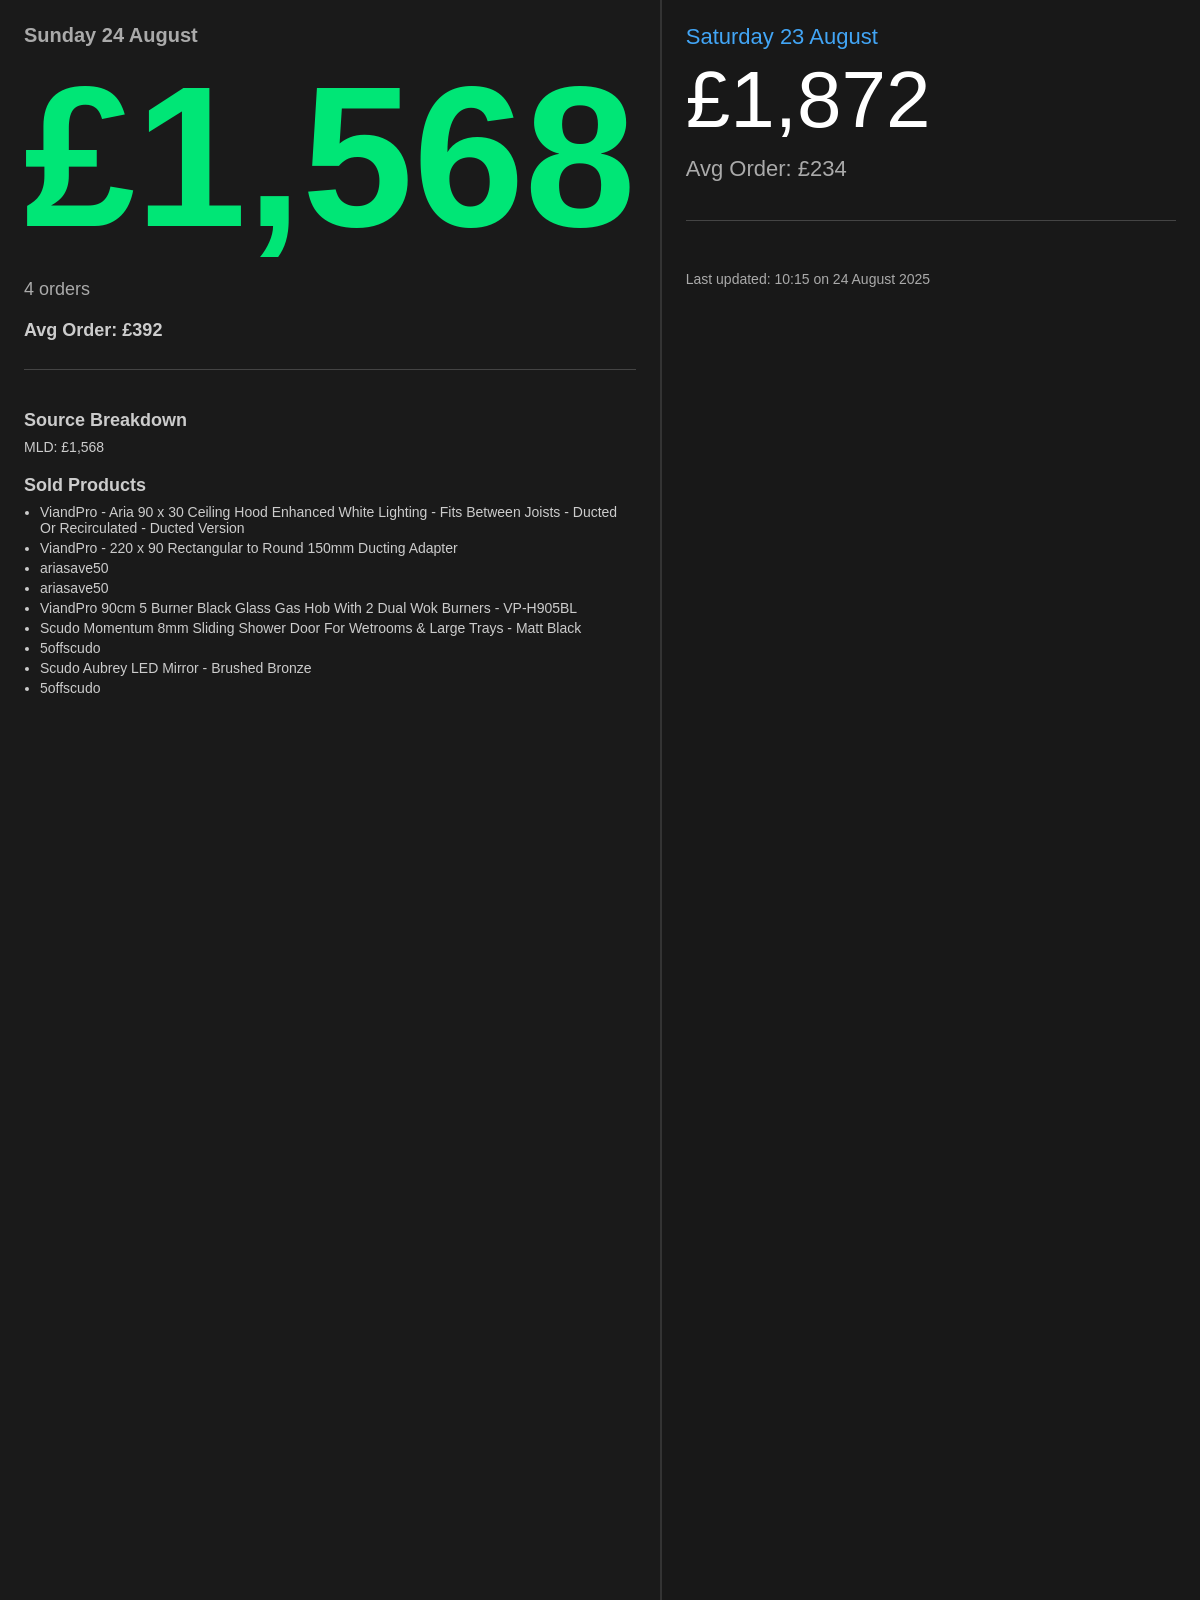 Sunday 24 August
£1,568
4 orders
Avg Order: £392
Source Breakdown
MLD: £1,568
Sold Products
• ViandPro - Aria 90 x 30 Ceiling Hood Enhanced White Lighting - Fits Between Joists - Ducted
Or Recirculated - Ducted Version
• ViandPro - 220 x 90 Rectangular to Round 150mm Ducting Adapter
• ariasave50
• ariasave50
• ViandPro 90cm 5 Burner Black Glass Gas Hob With 2 Dual Wok Burners - VP-H905BL
• Scudo Momentum 8mm Sliding Shower Door For Wetrooms & Large Trays - Matt Black
• 5offscudo
• Scudo Aubrey LED Mirror - Brushed Bronze
• 5offscudo
Saturday 23 August
£1,872
Avg Order: £234
Last updated: 10:15 on 24 August 2025